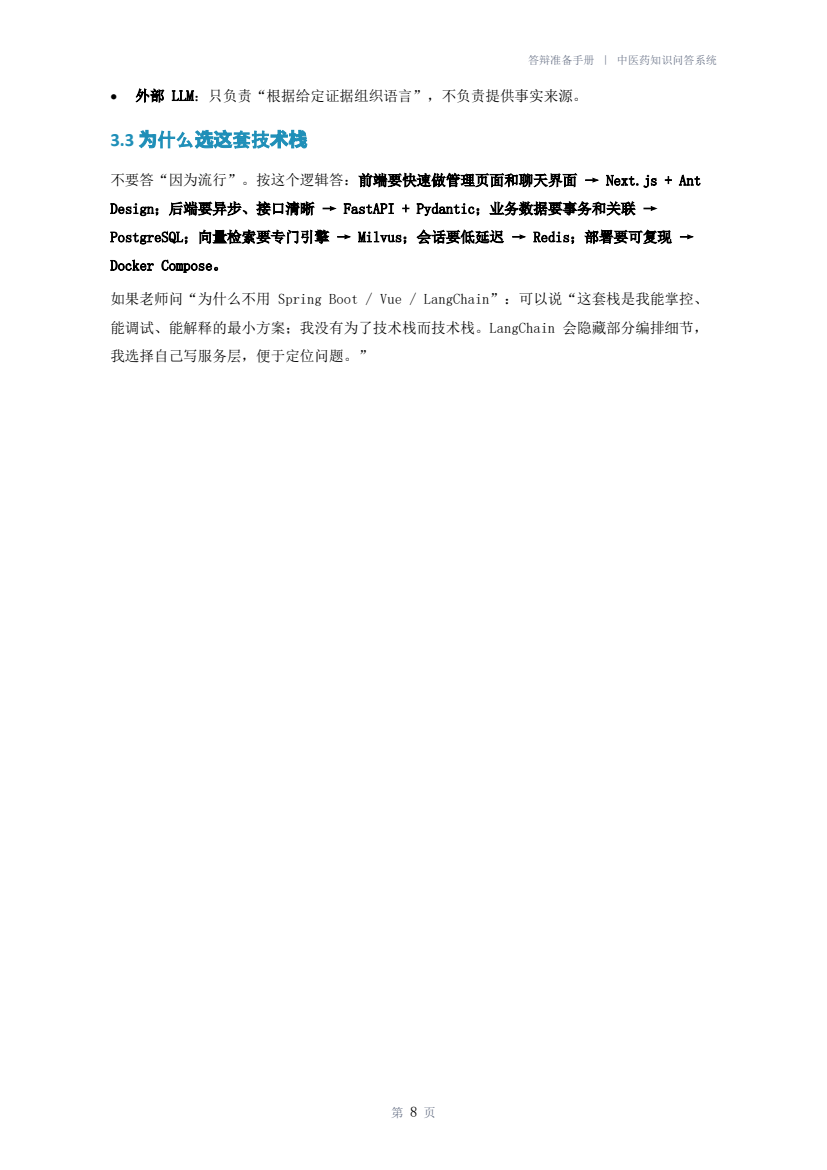 答辩准备手册 | 中医药知识问答系统
• 外部 LLM：只负责“根据给定证据组织语言”，不负责提供事实来源。
3.3 为什么选这套技术栈
不要答“因为流行”。按这个逻辑答：前端要快速做管理页面和聊天界面 → Next.js + Ant
Design；后端要异步、接口清晰 → FastAPI + Pydantic；业务数据要事务和关联 →
PostgreSQL；向量检索要专门引擎 → Milvus；会话要低延迟 → Redis；部署要可复现 →
Docker Compose。
如果老师问“为什么不用 Spring Boot / Vue / LangChain”：可以说“这套栈是我能掌控、
能调试、能解释的最小方案；我没有为了技术栈而技术栈。LangChain 会隐藏部分编排细节，
我选择自己写服务层，便于定位问题。”
第 8 页